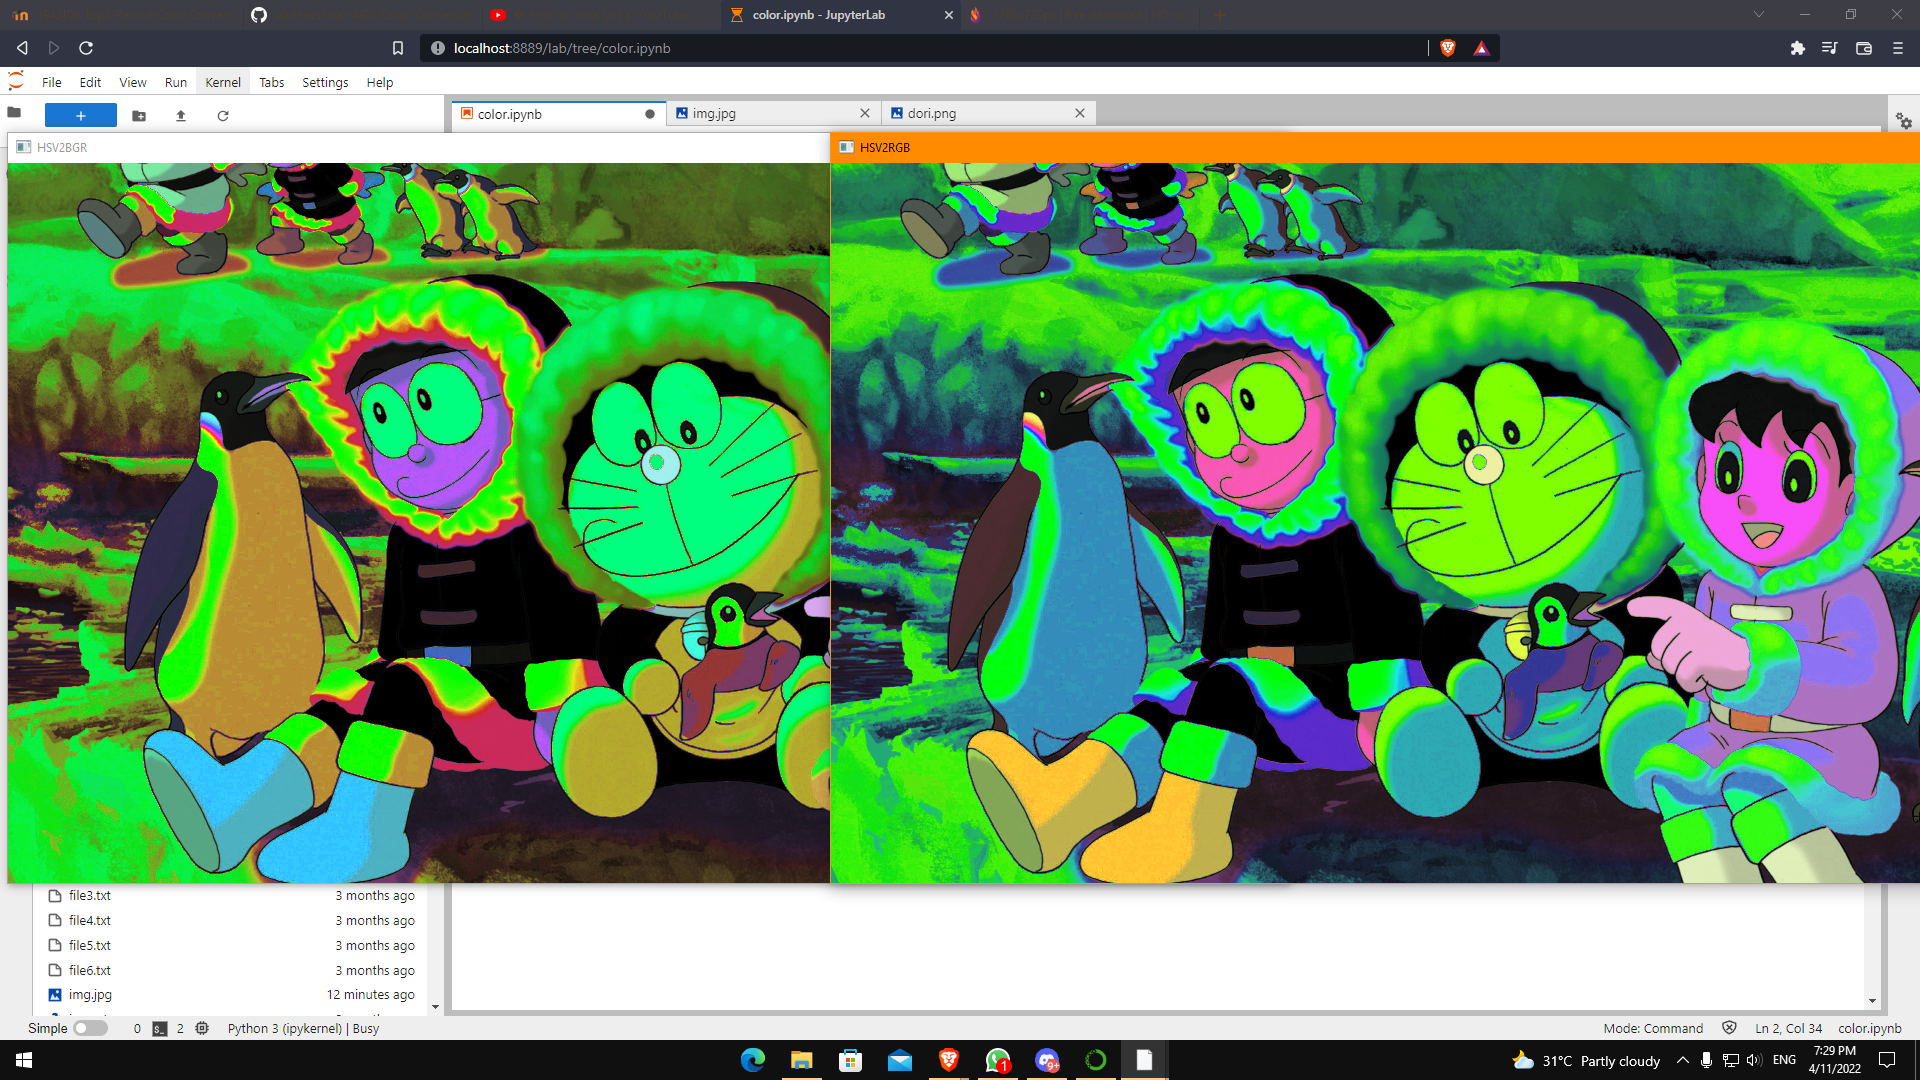 color.ipynb - JupyterLab
localhost:8889/lab/tree/color.ipynb
File Edit View Run Kernel Tabs Settings Help
color.ipynb img.jpg dori.png
HSV2BGR HSV2RGB
file3.txt 3 months ago
file4.txt 3 months ago
file5.txt 3 months ago
file6.txt 3 months ago
img.jpg 12 minutes ago
Simple 0 2 Python 3 (ipykernel) | Busy Mode: Command Ln 2, Col 34 color.ipynb
1 9+ 31°C Partly cloudy ENG 7:29 PM
4/11/2022